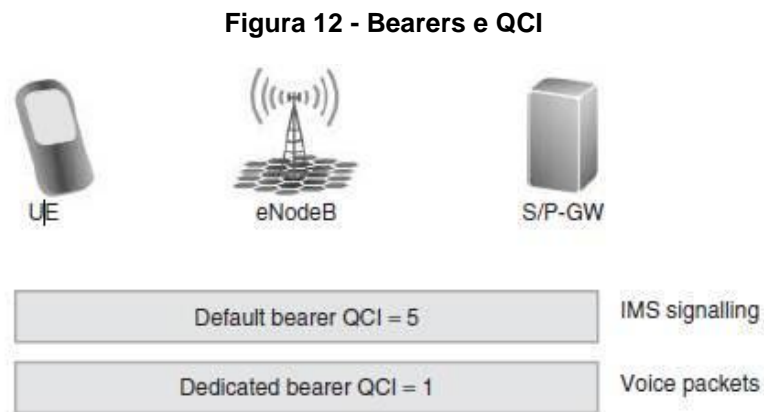 Figura 12 - Bearers e QCI
UE
eNodeB
S/P-GW
Default bearer QCI = 5
IMS signalling
Dedicated bearer QCI = 1
Voice packets